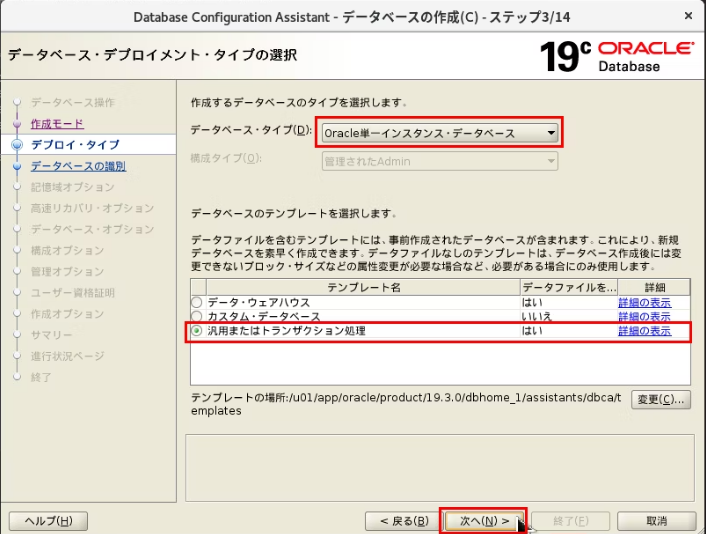 Database Configuration Assistant - データベースの作成(C) - ステップ3/14
×
データベース・デプロイメント・タイプの選択
19c ORACLE
Database
データベース操作
作成モード
デプロイ・タイプ
データベースの識別
記憶域オプション
高速リカバリ・オプション
データベース・オプション
構成オプション
管理オプション
ユーザー資格証明
作成オプション
サマリー
進行状況ページ
終了
作成するデータベースのタイプを選択します。
データベース・タイプ(D): Oracle単一インスタンス・データベース
構成タイプ(O): 管理されたAdmin
データベースのテンプレートを選択します。
データファイルを含むテンプレートには、事前作成されたデータベースが含まれます。これにより、新規
データベースを素早く作成できます。データファイルなしのテンプレートは、データベース作成後には変
更できないブロック・サイズなどの属性変更が必要な場合など、必要がある場合にのみ使用します。
テンプレート名 データファイルを... 詳細
データ・ウェアハウス はい 詳細の表示
カスタム・データベース いいえ 詳細の表示
汎用またはトランザクション処理 はい 詳細の表示
テンプレートの場所:/u01/app/oracle/product/19.3.0/dbhome_1/assistants/dbca/t
emplates
変更(C)...
ヘルプ(H) < 戻る(B) 次へ(N) > 終了(F) 取消